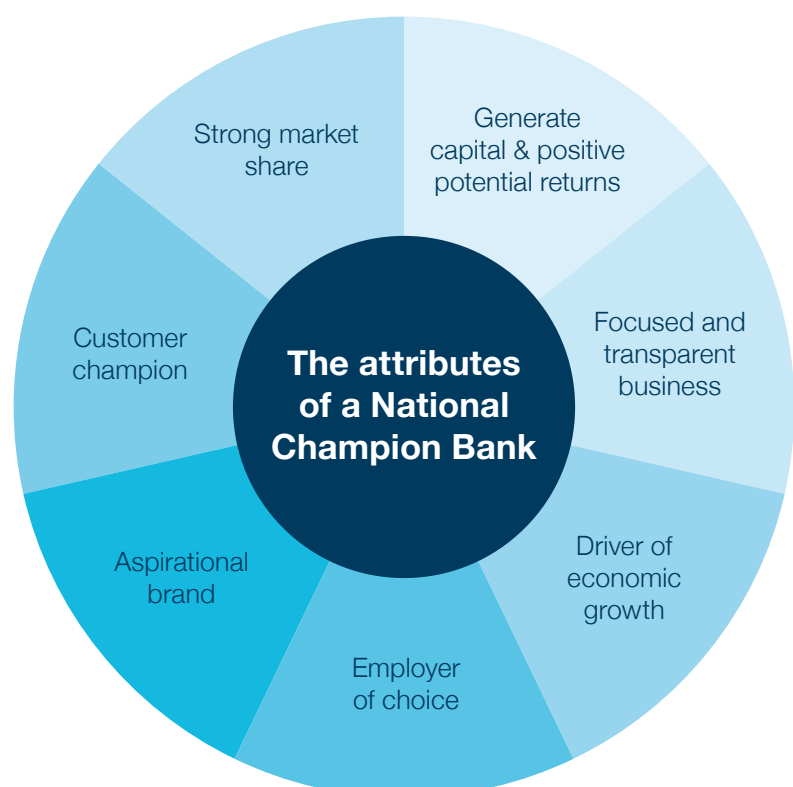 Generate
capital & positive
potential returns
Focused and
transparent
business
Driver of
economic
growth
Employer
of choice
Aspirational
brand
Customer
champion
Strong market
share
The attributes
of a National
Champion Bank